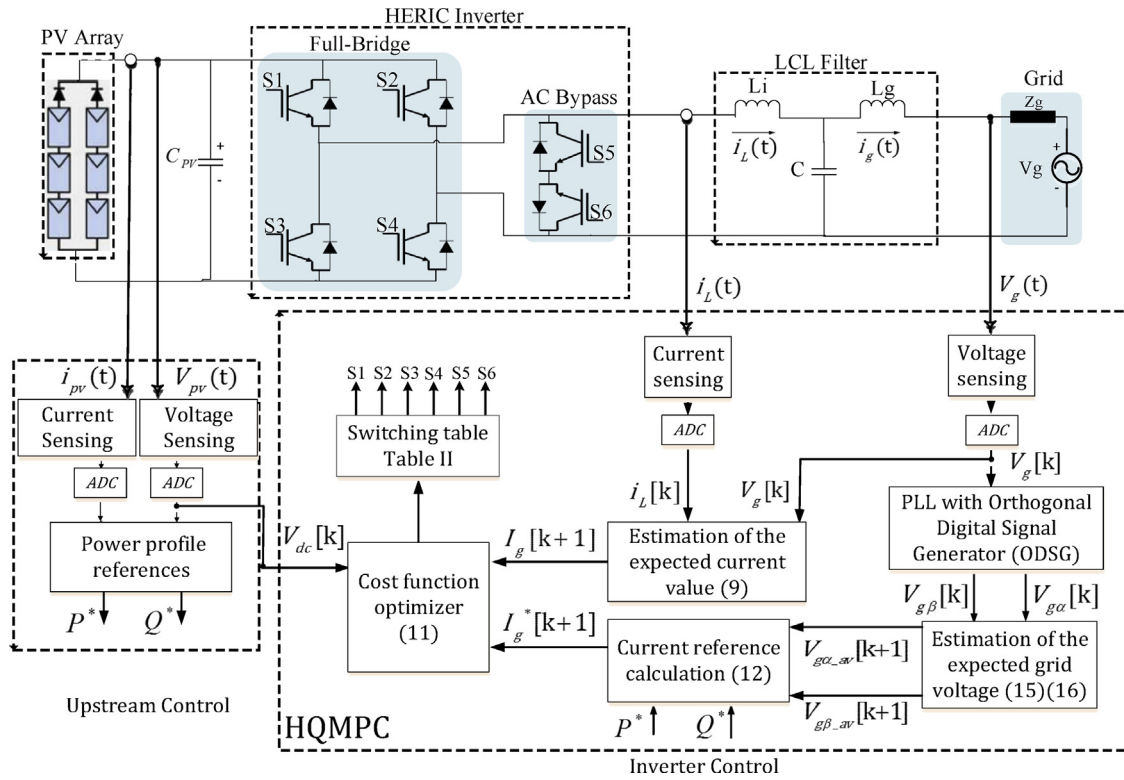 HERIC Inverter
PV Array
Full-Bridge
LCL Filter
Grid
S1
S2
AC Bypass
Li
Lg
Zg
C_PV
+
-
S5
i_L(t)
i_g(t)
C
Vg
+
-
S3
S4
S6
i_L(t)
V_g(t)
i_pv(t)
V_pv(t)
Current
Sensing
Voltage
Sensing
ADC
ADC
Power profile
references
P*
Q*
Upstream Control
S1 S2 S3 S4 S5 S6
Switching table
Table II
Current
sensing
Voltage
sensing
ADC
ADC
V_g[k]
i_L[k]
V_g[k]
PLL with Orthogonal
Digital Signal
Generator (ODSG)
V_dc[k]
Cost function
optimizer
(11)
I_g[k+1]
Estimation of the
expected current
value (9)
V_gβ[k]
V_gα[k]
I_g*[k+1]
Current reference
calculation (12)
V_gα_av[k+1]
V_gβ_av[k+1]
Estimation of the
expected grid
voltage (15)(16)
P*
Q*
HQMPC
Inverter Control